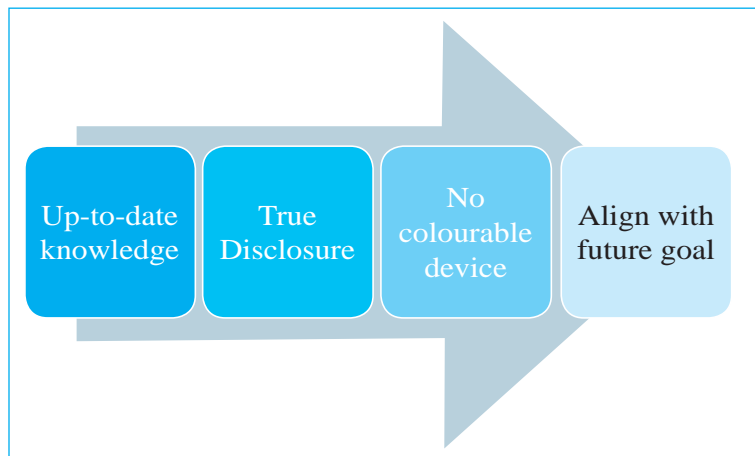 Up-to-date
knowledge
True
Disclosure
No
colourable
device
Align with
future goal